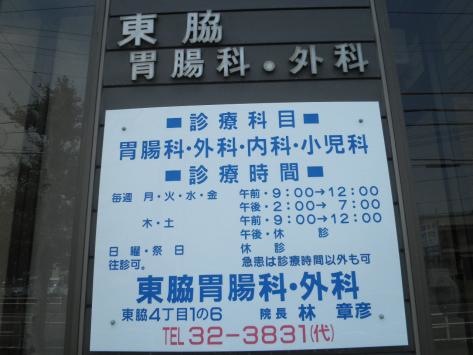 東脇
胃腸科・外科
■診療科目■
胃腸科・外科・内科・小児科
■診療時間■
毎週 月・火・水・金 午前・9:00→12:00
午後・2:00→ 7:00
木・土 午前・9:00→12:00
午後・休 診
日曜・祭日 休 診
往診可。 急患は診療時間以外も可
東脇胃腸科・外科
東脇4丁目1の6 院長 林 章彦
TEL 32-3831(代)